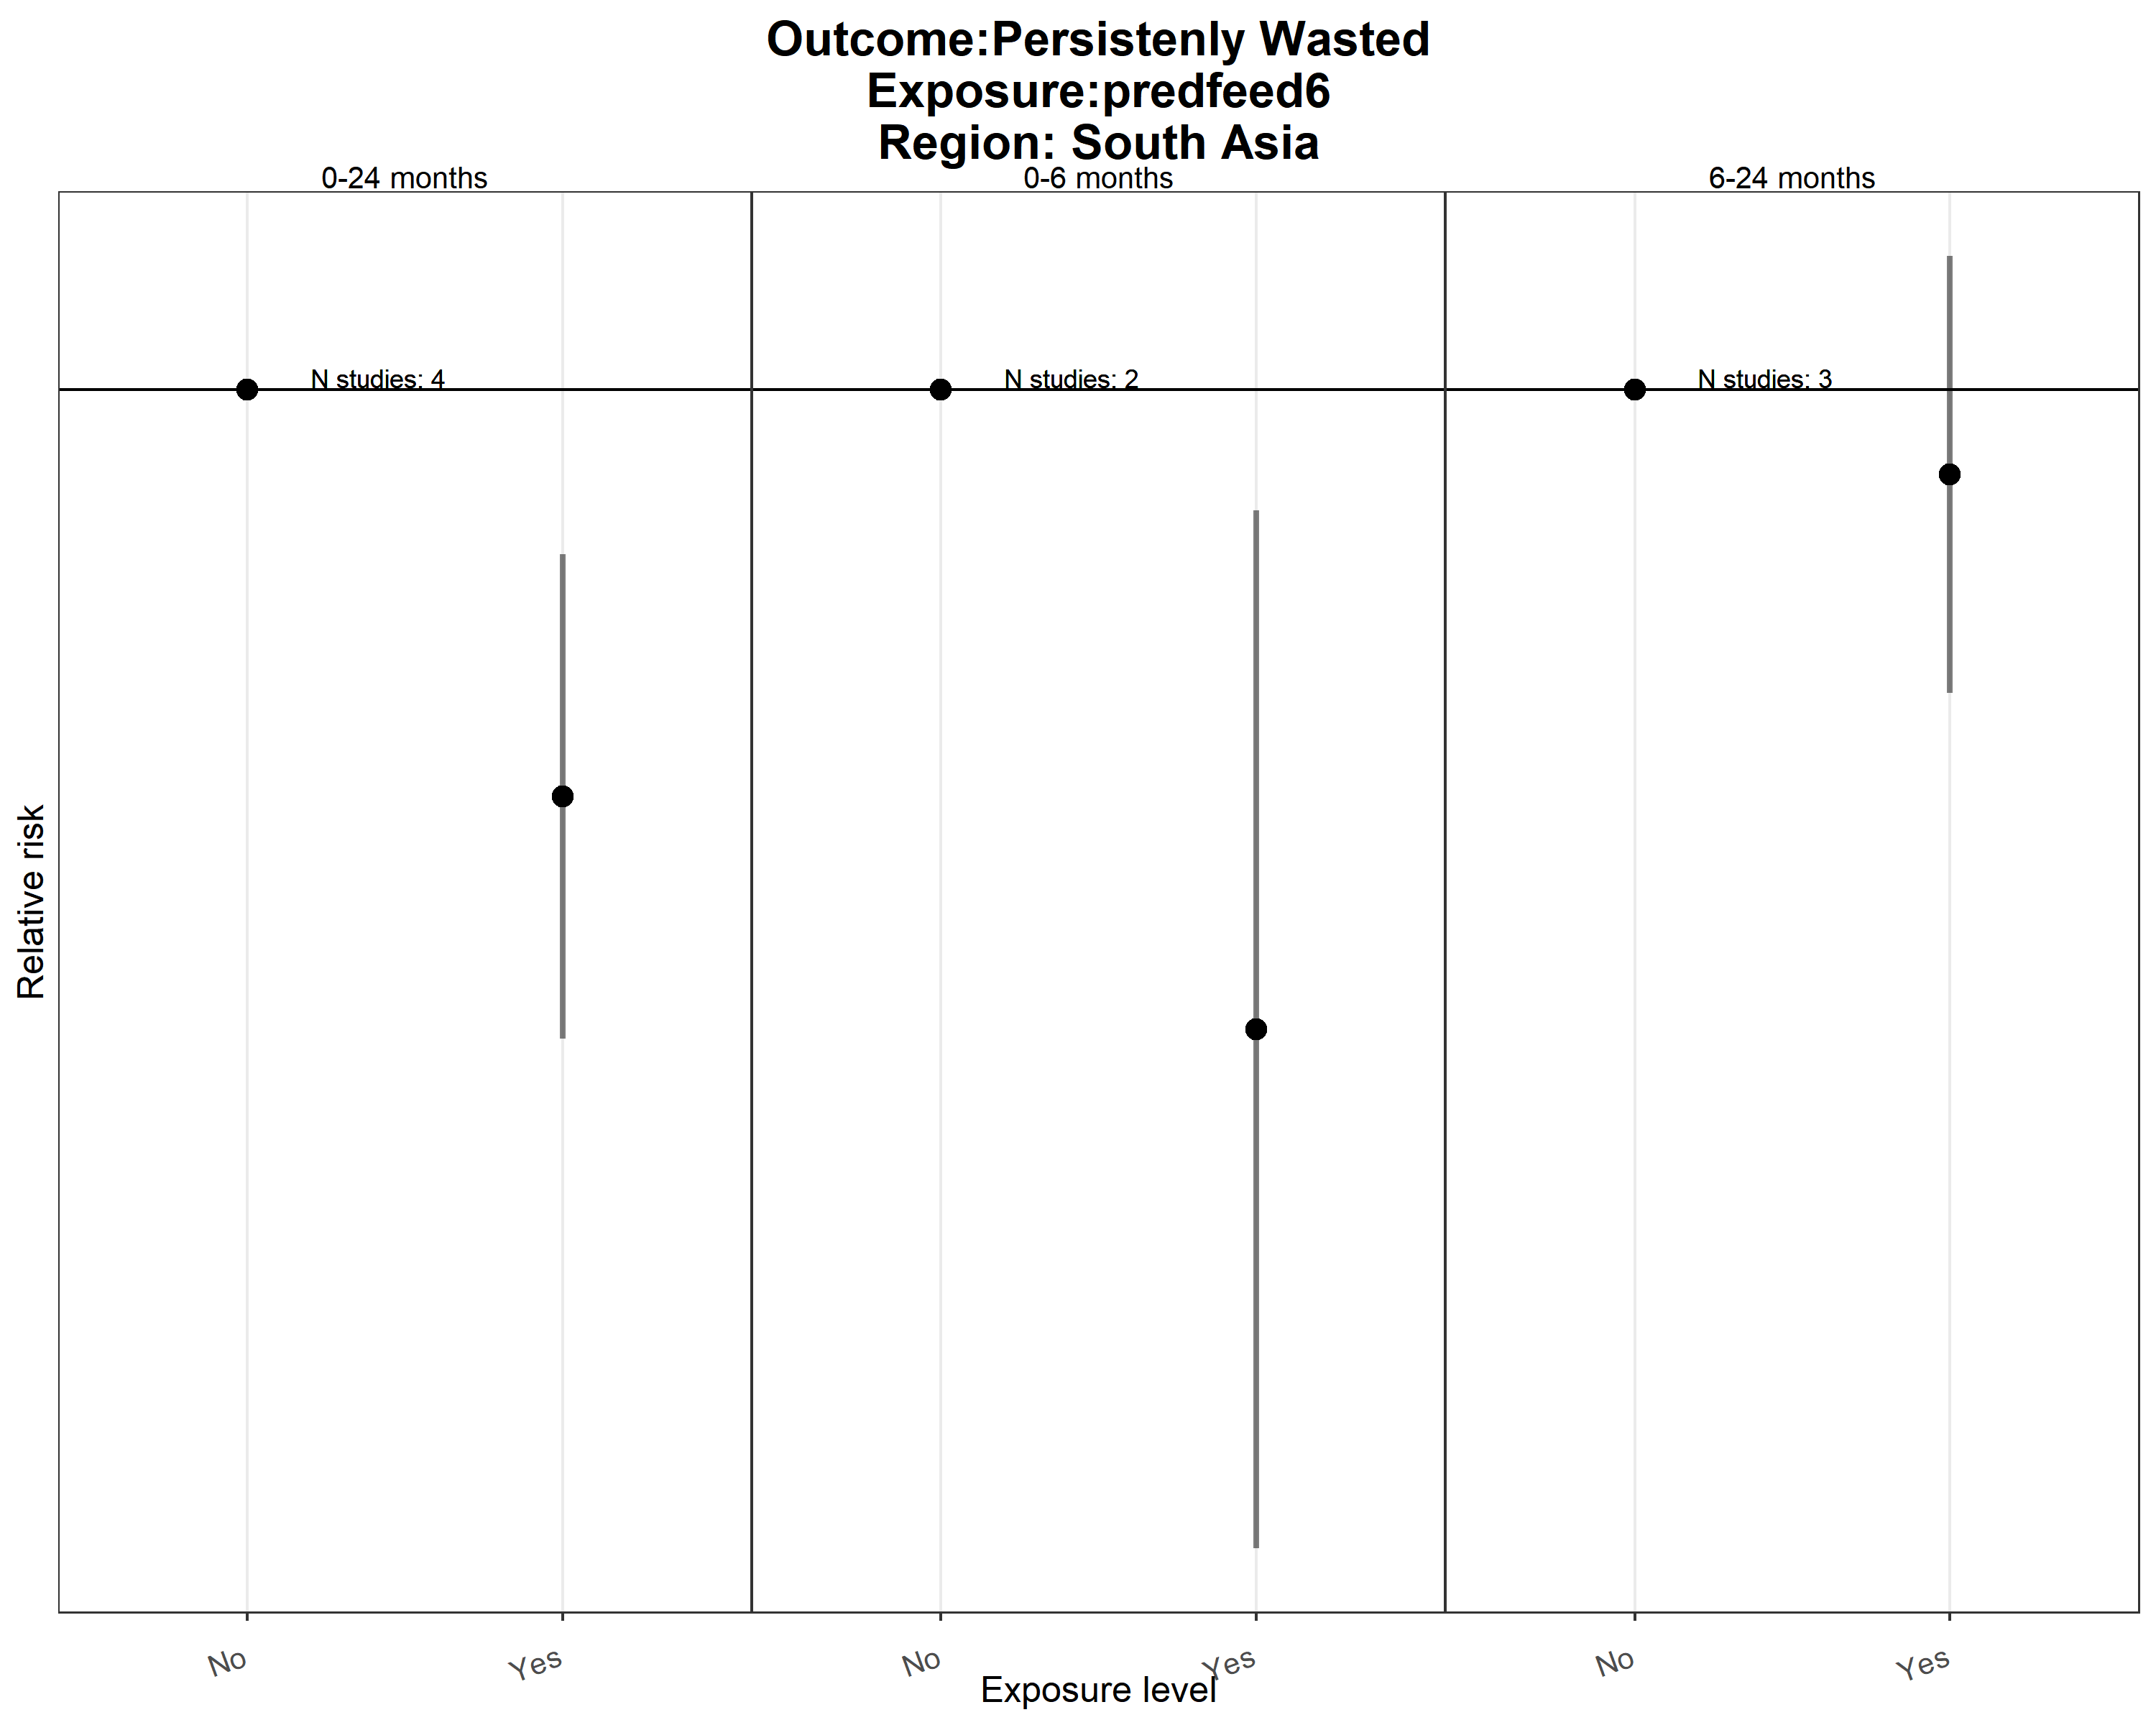 Outcome:Persistenly Wasted
Exposure:predfeed6
Region: South Asia
0-24 months
0-6 months
6-24 months
N studies: 4
N studies: 2
N studies: 3
Relative risk
No
Yes
No
Yes
No
Yes
Exposure level